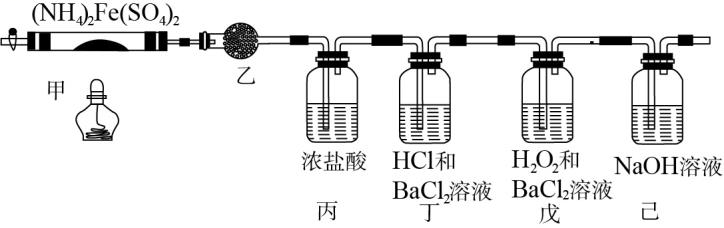 (NH₄)₂Fe(SO₄)₂
甲
乙
浓盐酸
丙
HCl和
BaCl₂溶液
丁
H₂O₂和
BaCl₂溶液
戊
NaOH溶液
己